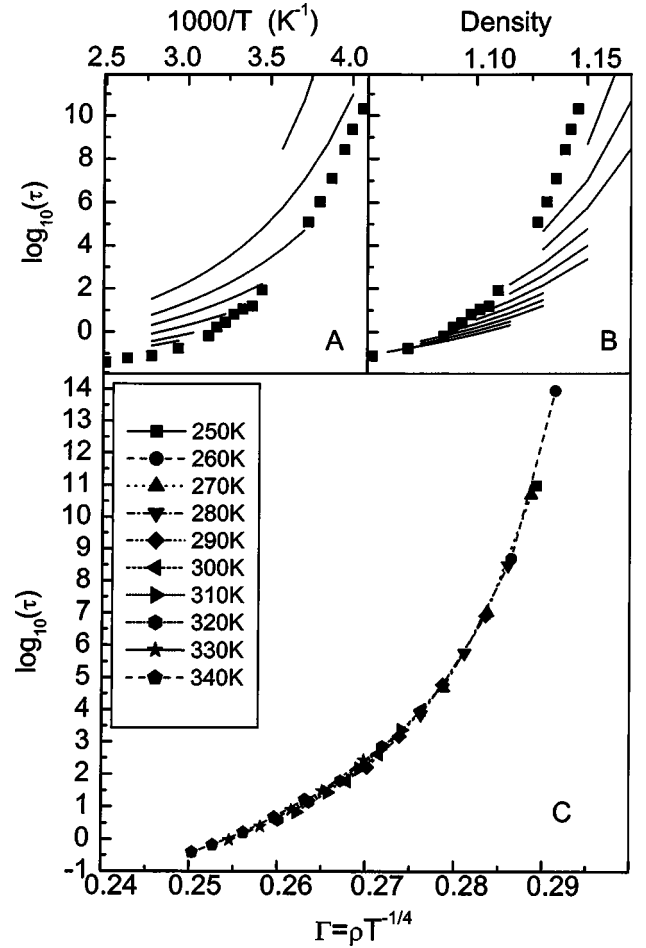 1000/T (K⁻¹)
Density
2.5 3.0 3.5 4.0
1.10 1.15
10
8
6
4
2
0
log₁₀(τ)
A
B
14
13
12
11
10
9
8
7
6
5
4
3
2
1
0
-1
log₁₀(τ)
250K
260K
270K
280K
290K
300K
310K
320K
330K
340K
C
0.24 0.25 0.26 0.27 0.28 0.29
Γ=ρT⁻¹/⁴